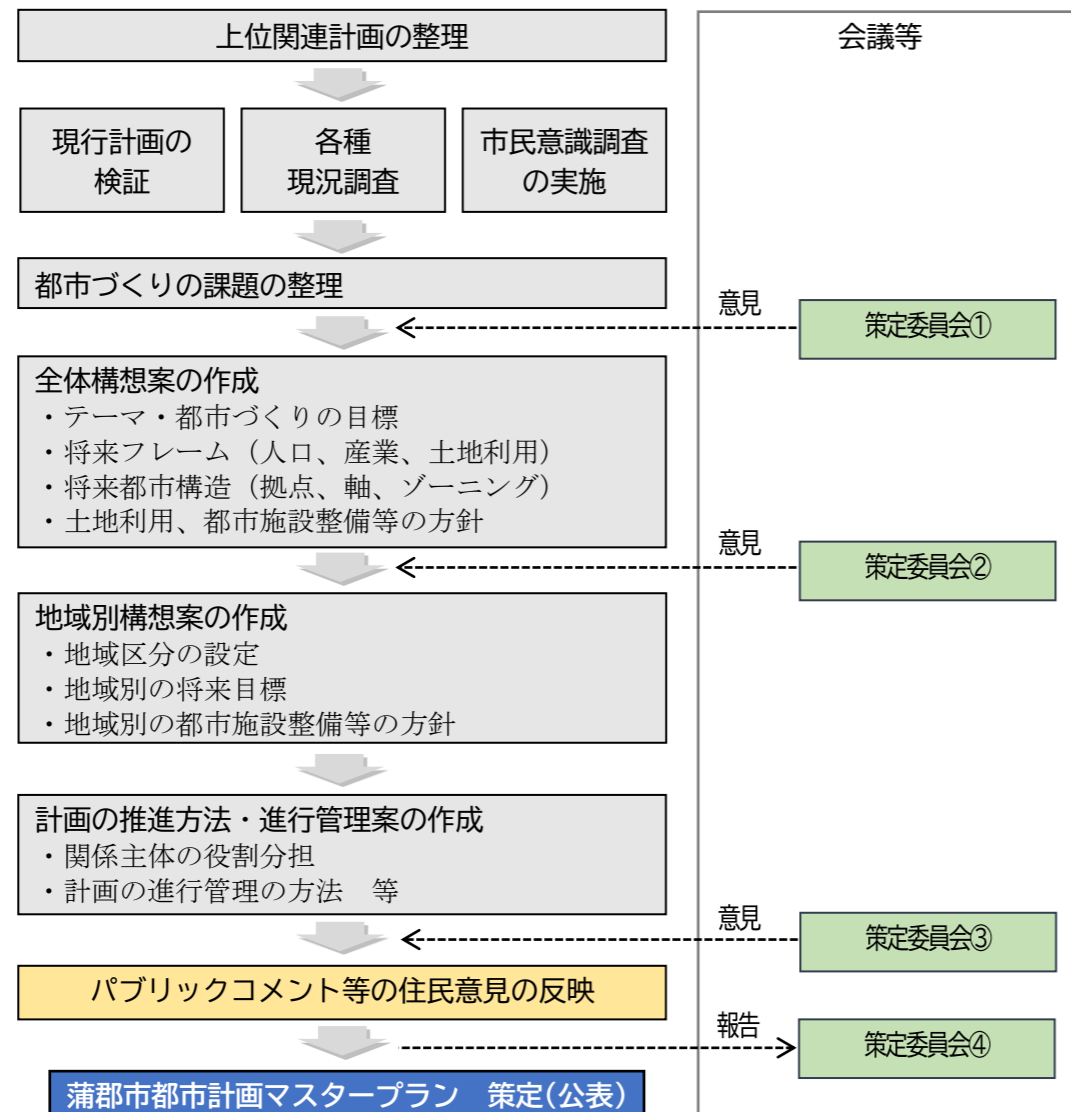 上位関連計画の整理
会議等
現行計画の
検証
各種
現況調査
市民意識調査
の実施
都市づくりの課題の整理
意見
策定委員会①
全体構想案の作成
・テーマ・都市づくりの目標
・将来フレーム（人口、産業、土地利用）
・将来都市構造（拠点、軸、ゾーニング）
・土地利用、都市施設整備等の方針
意見
策定委員会②
地域別構想案の作成
・地域区分の設定
・地域別の将来目標
・地域別の都市施設整備等の方針
計画の推進方法・進行管理案の作成
・関係主体の役割分担
・計画の進行管理の方法　等
意見
策定委員会③
パブリックコメント等の住民意見の反映
報告
策定委員会④
蒲郡市都市計画マスタープラン　策定(公表)